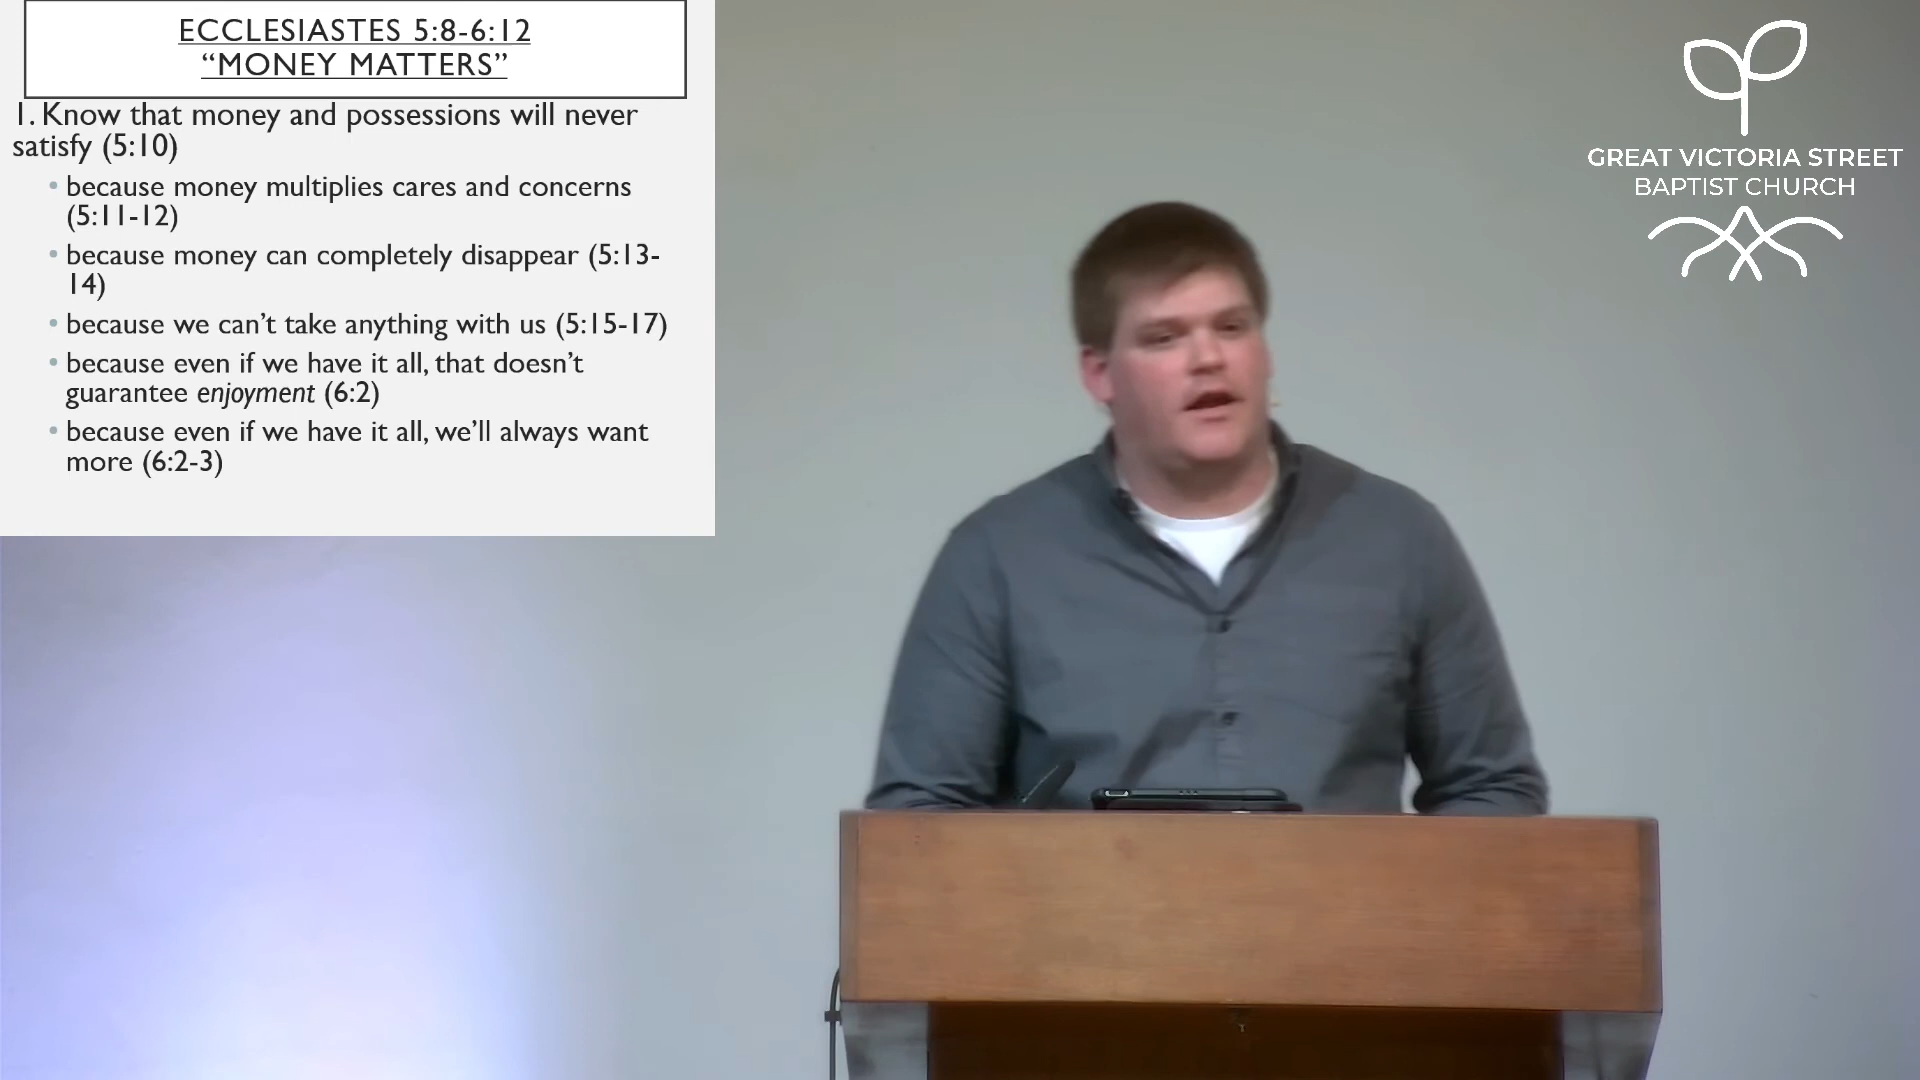 ECCLESIASTES 5:8-6:12
“MONEY MATTERS”
1. Know that money and possessions will never
satisfy (5:10)
• because money multiplies cares and concerns
(5:11-12)
• because money can completely disappear (5:13-
14)
• because we can’t take anything with us (5:15-17)
• because even if we have it all, that doesn’t
guarantee enjoyment (6:2)
• because even if we have it all, we’ll always want
more (6:2-3)
GREAT VICTORIA STREET
BAPTIST CHURCH